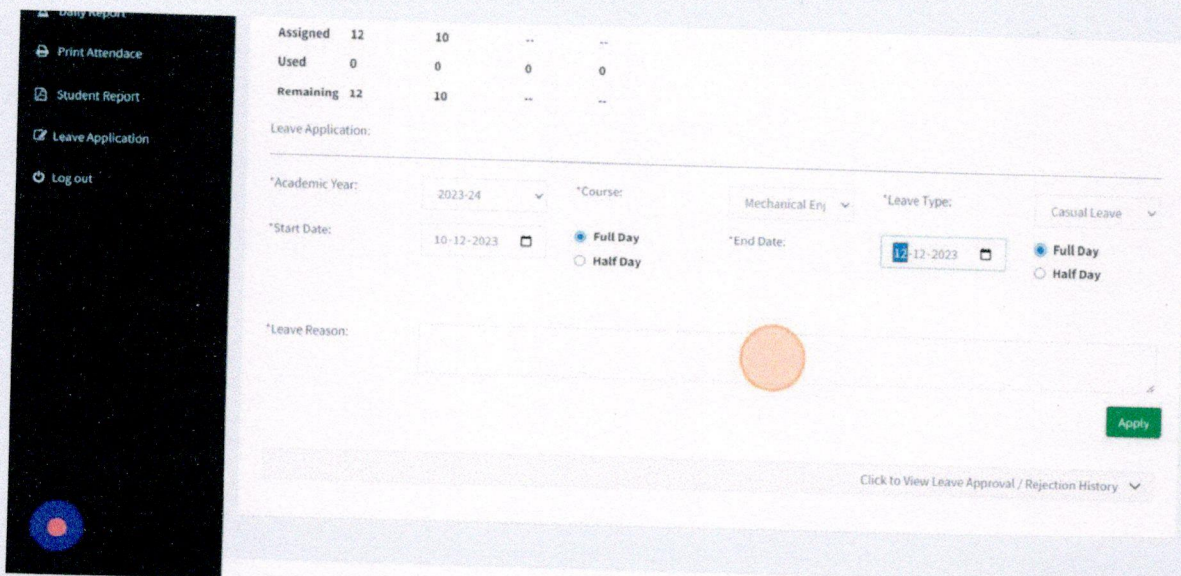 Daily Report
Print Attendace
Student Report
Leave Application
Log out
Assigned 12 10 -- --
Used 0 0 0 0
Remaining 12 10 -- --
Leave Application:
*Academic Year: 2023-24 *Course: Mechanical Eng *Leave Type: Casual Leave
*Start Date: 10-12-2023 Full Day *End Date: 12-12-2023 Full Day
Half Day Half Day
*Leave Reason:
Apply
Click to View Leave Approval / Rejection History